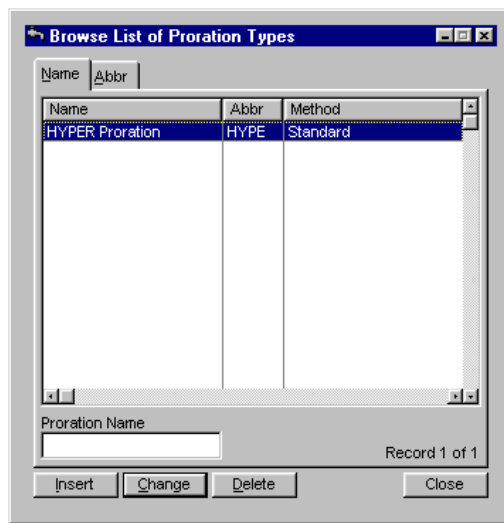 Browse List of Proration Types
Name Abbr
Name Abbr Method
HYPER Proration HYPE Standard
Proration Name
Record 1 of 1
Insert Change Delete Close